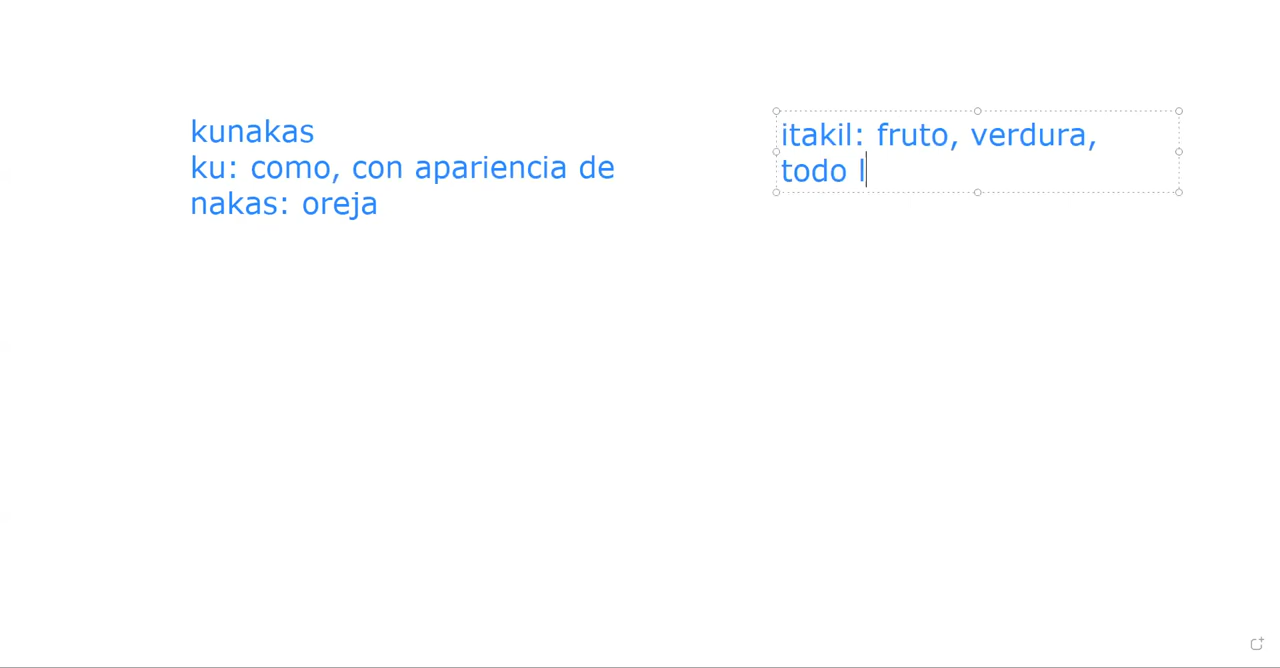 kunakas
ku: como, con apariencia de
nakas: oreja
itakil: fruto, verdura,
todo l